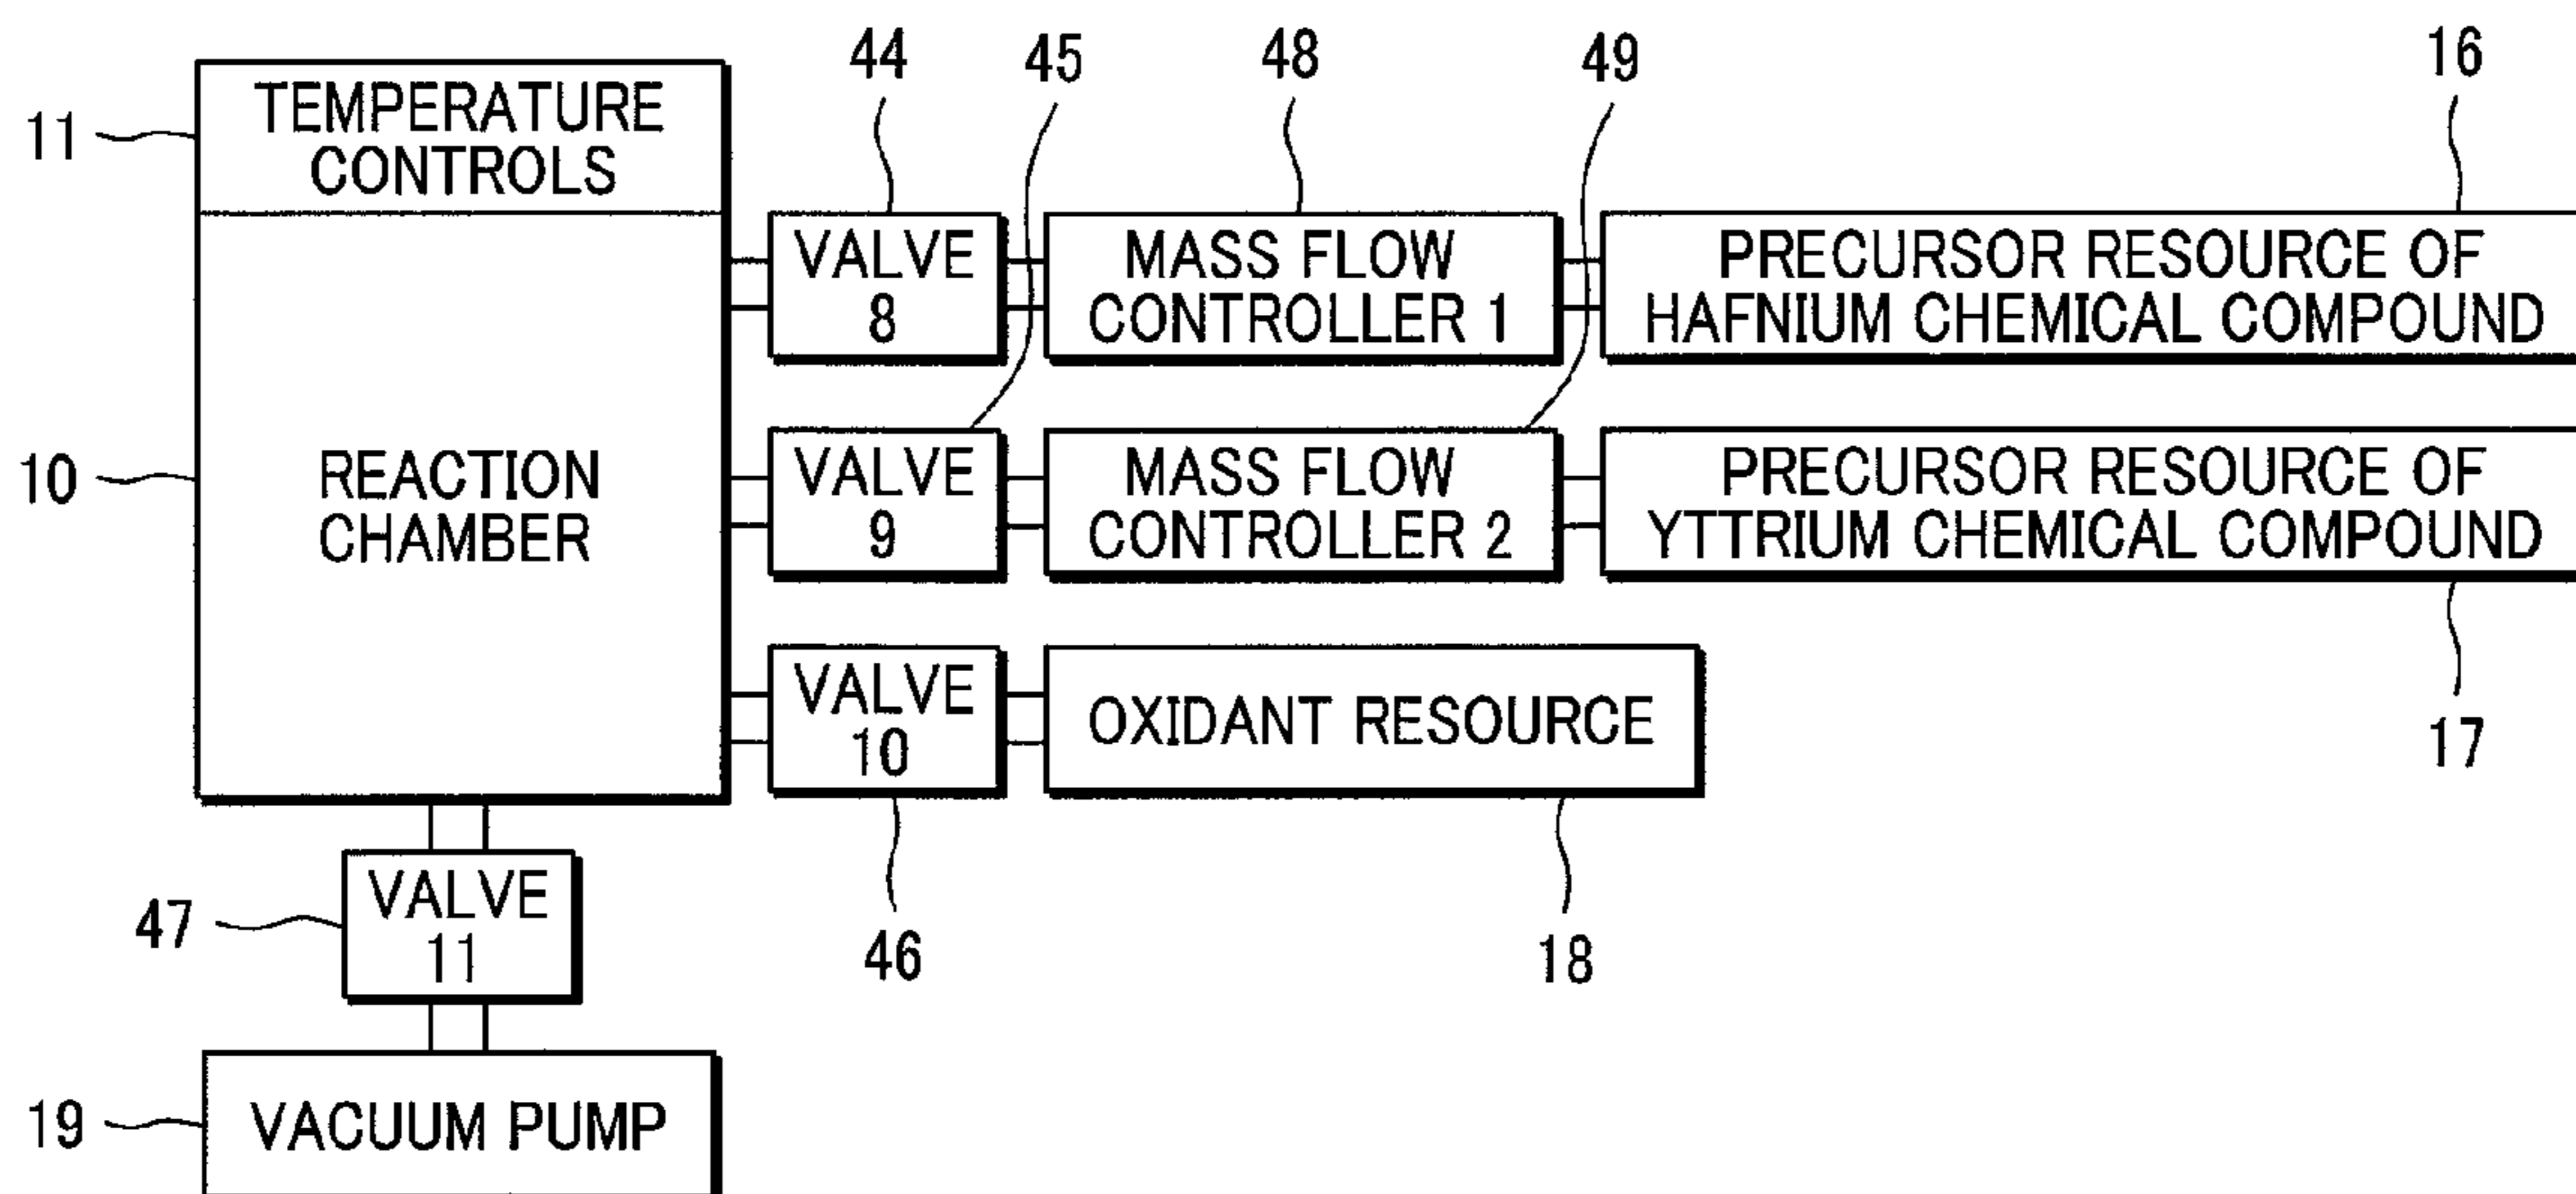 44
45
48
49
16
11
TEMPERATURE
CONTROLS
VALVE
8
MASS FLOW
CONTROLLER 1
PRECURSOR RESOURCE OF
HAFNIUM CHEMICAL COMPOUND
10
REACTION
CHAMBER
VALVE
9
MASS FLOW
CONTROLLER 2
PRECURSOR RESOURCE OF
YTTRIUM CHEMICAL COMPOUND
VALVE
10
OXIDANT RESOURCE
17
47
VALVE
11
46
18
19
VACUUM PUMP